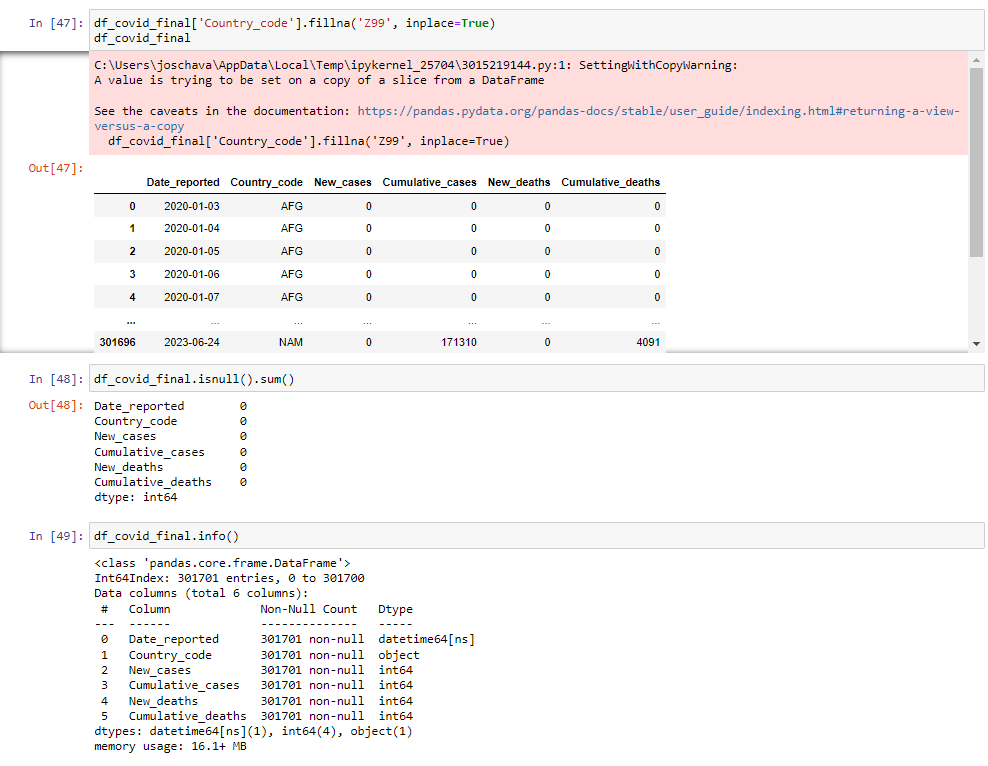 In [47]: df_covid_final['Country_code'].fillna('Z99', inplace=True)
df_covid_final
C:\Users\joschava\AppData\Local\Temp\ipykernel_25704\3015219144.py:1: SettingWithCopyWarning:
A value is trying to be set on a copy of a slice from a DataFrame
See the caveats in the documentation: https://pandas.pydata.org/pandas-docs/stable/user_guide/indexing.html#returning-a-view-
versus-a-copy
df_covid_final['Country_code'].fillna('Z99', inplace=True)
Out[47]:
Date_reported Country_code New_cases Cumulative_cases New_deaths Cumulative_deaths
0 2020-01-03 AFG 0 0 0 0
1 2020-01-04 AFG 0 0 0 0
2 2020-01-05 AFG 0 0 0 0
3 2020-01-06 AFG 0 0 0 0
4 2020-01-07 AFG 0 0 0 0
... ... ... ... ... ... ...
301696 2023-06-24 NAM 0 171310 0 4091
In [48]: df_covid_final.isnull().sum()
Out[48]: Date_reported 0
Country_code 0
New_cases 0
Cumulative_cases 0
New_deaths 0
Cumulative_deaths 0
dtype: int64
In [49]: df_covid_final.info()
<class 'pandas.core.frame.DataFrame'>
Int64Index: 301701 entries, 0 to 301700
Data columns (total 6 columns):
# Column Non-Null Count Dtype
--- ------ -------------- -----
0 Date_reported 301701 non-null datetime64[ns]
1 Country_code 301701 non-null object
2 New_cases 301701 non-null int64
3 Cumulative_cases 301701 non-null int64
4 New_deaths 301701 non-null int64
5 Cumulative_deaths 301701 non-null int64
dtypes: datetime64[ns](1), int64(4), object(1)
memory usage: 16.1+ MB